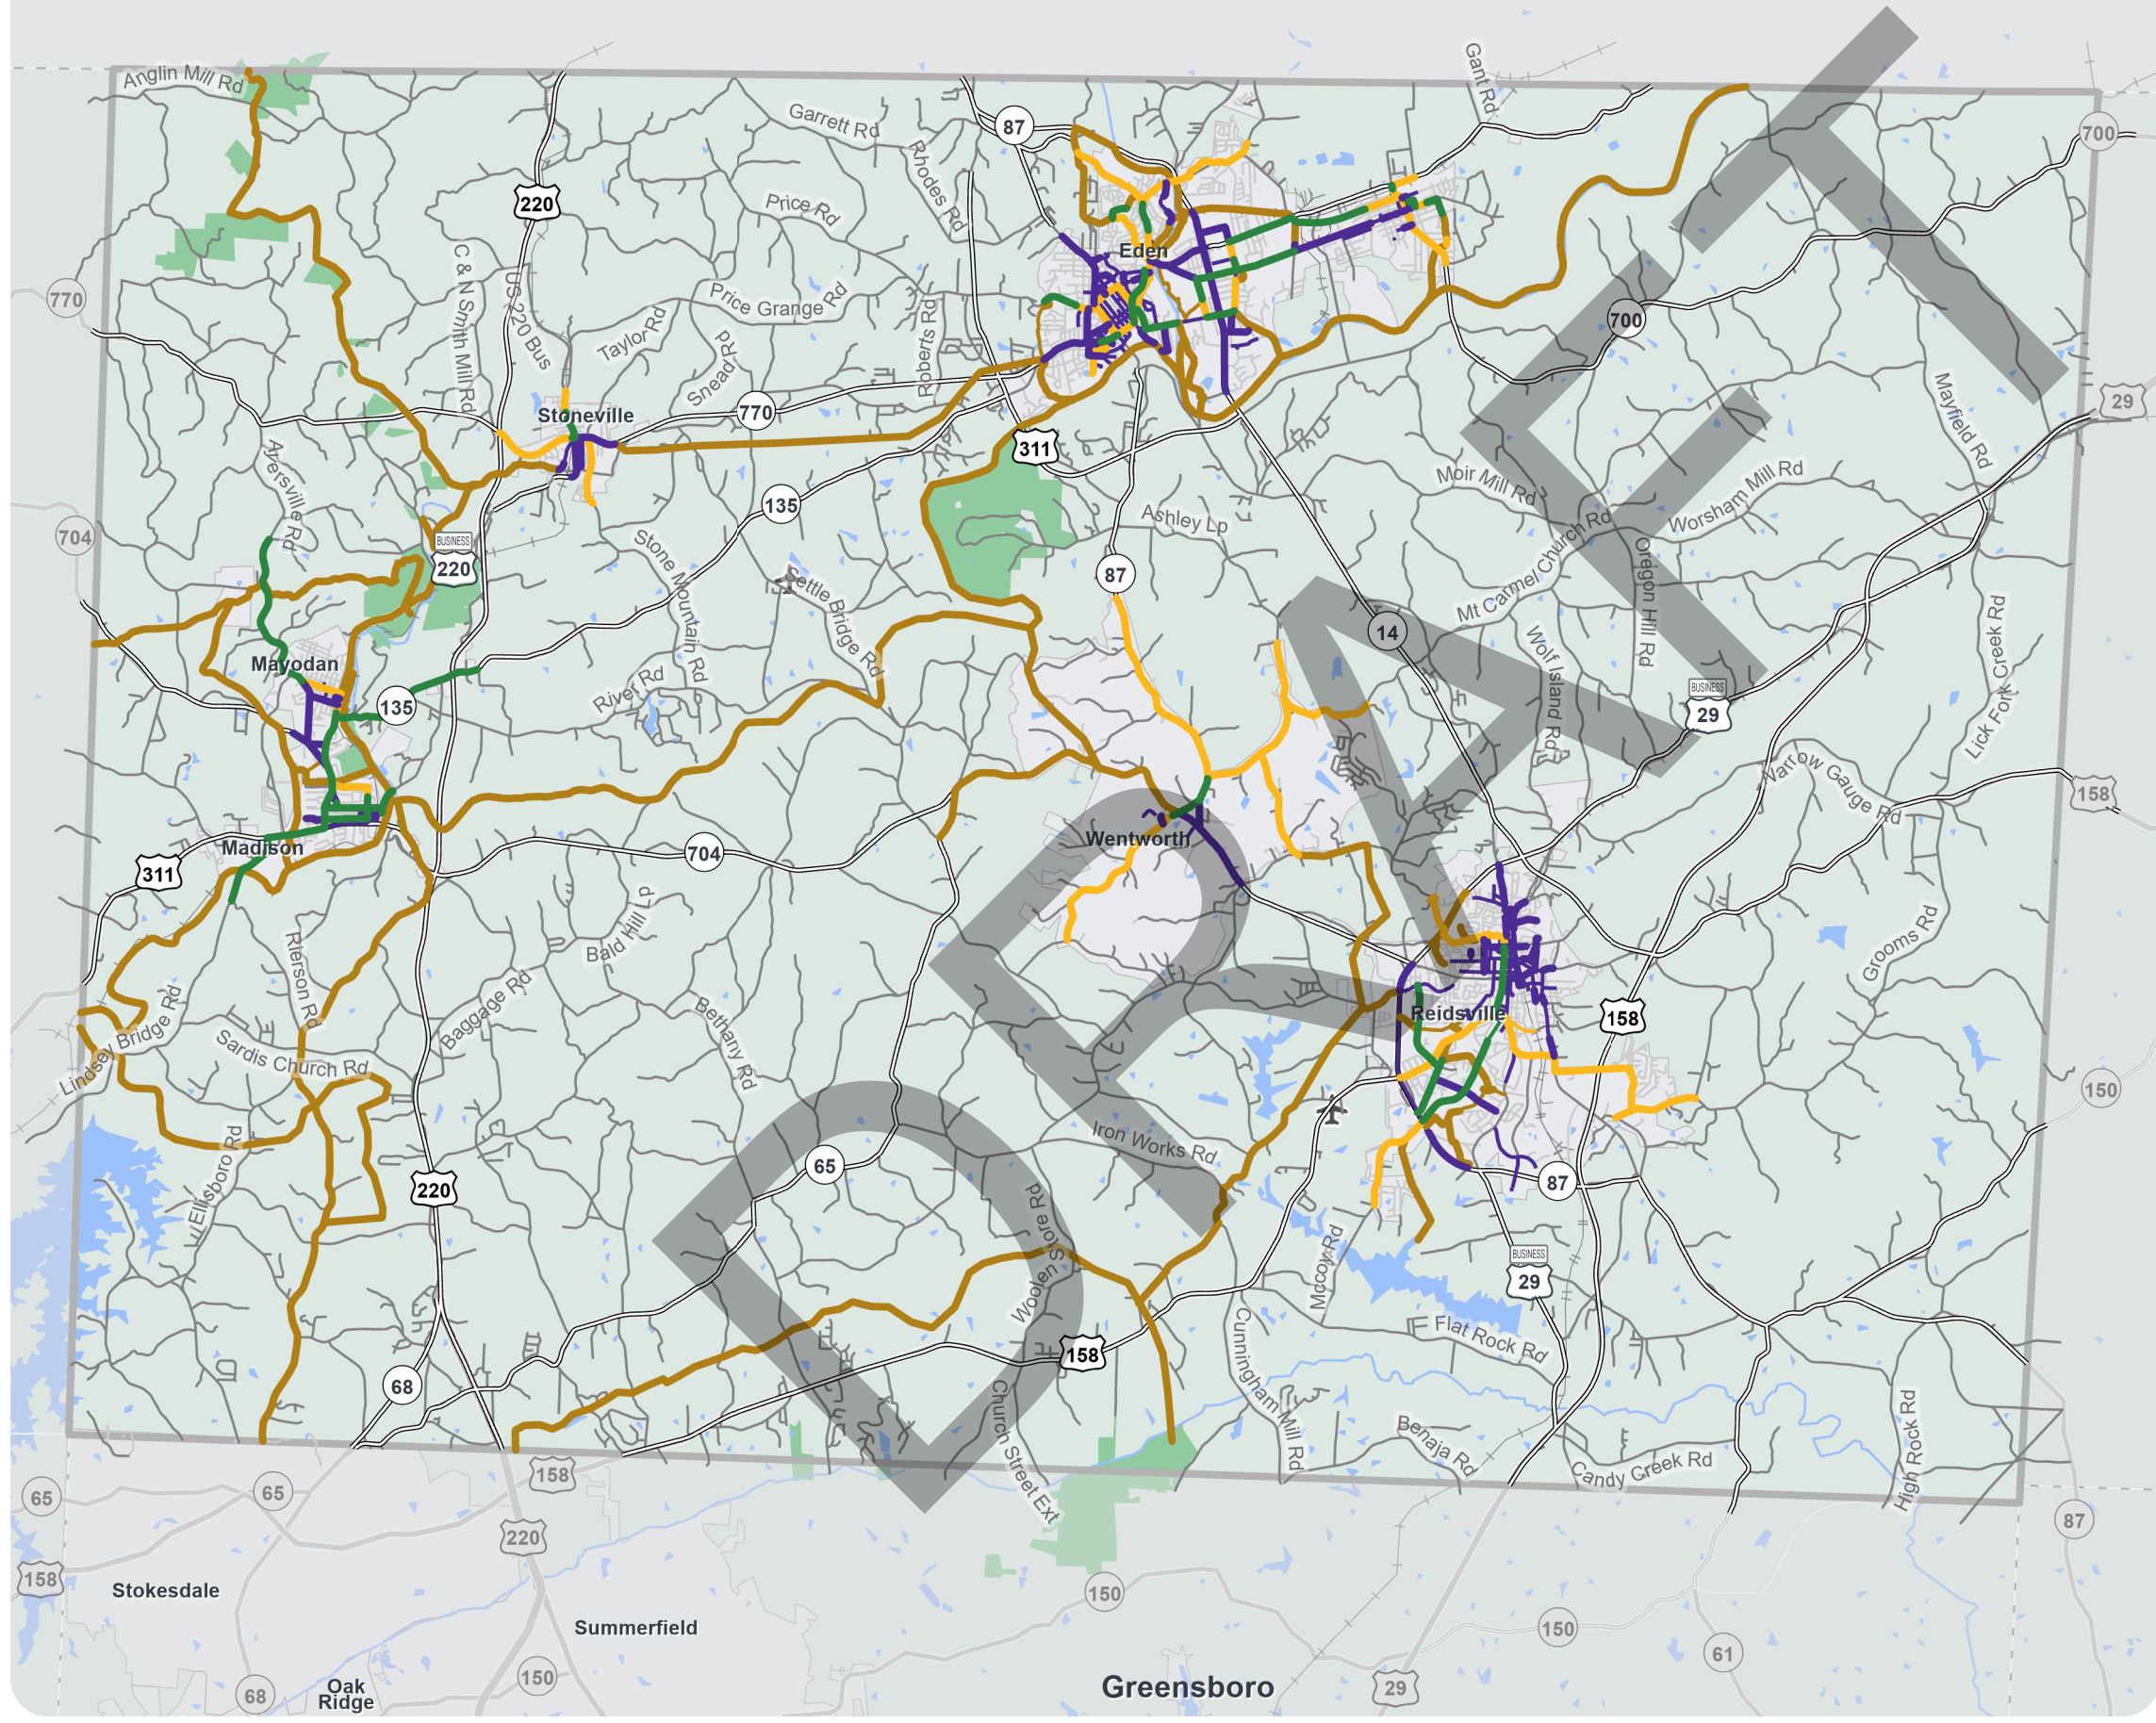 Anglin Mill Rd
Garrett Rd
87
Gant Rd
700
220
Rhodes Rd
Price Rd
Eden
770
C & N Smith Mill Rd
US 220 Bus
Taylor Rd
Price Grange Rd
Snead Rd
Roberts Rd
700
Mayfield Rd
29
Stoneville
770
311
135
Ayersville Rd
704
BUSINESS
220
Stone Mountain Rd
Settle Bridge Rd
Ashley Lp
87
Moir Mill Rd
Mt Carmel Church Rd
Worsham Mill Rd
Oregon Hill Rd
14
Wolf Island Rd
Lick Fork Creek Rd
Mayodan
135
River Rd
BUSINESS
29
Narrow Gauge Rd
158
Madison
311
704
Wentworth
Bald Hill Ld
Grooms Rd
Rierson Rd
Baggage Rd
Bethany Rd
Reidsville
158
Lindsey Bridge Rd
Sardis Church Rd
150
Ellisboro Rd
220
65
Iron Works Rd
87
Woolen Store Rd
Mccoy Rd
BUSINESS
29
Flat Rock Rd
158
68
Cunningham Mill Rd
Church Street Ext
Benaja Rd
Candy Creek Rd
High Rock Rd
65
65
158
220
87
158
Stokesdale
150
Summerfield
150
61
Oak
Ridge
68
150
Greensboro
29
DRAFT